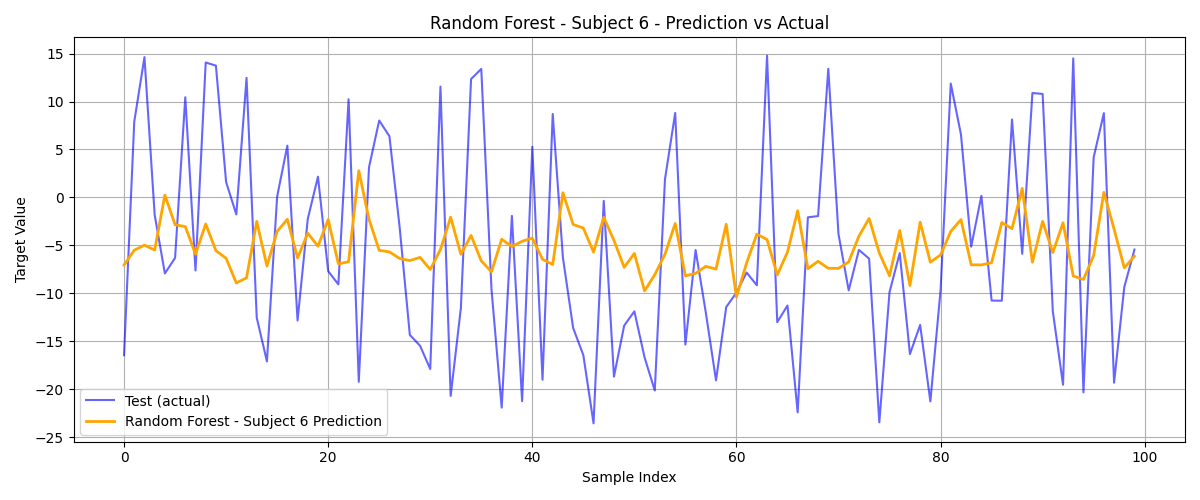 Random Forest - Subject 6 - Prediction vs Actual
Target Value
15
10
5
0
−5
−10
−15
−20
−25
Test (actual)
Random Forest - Subject 6 Prediction
0 20 40 60 80 100
Sample Index